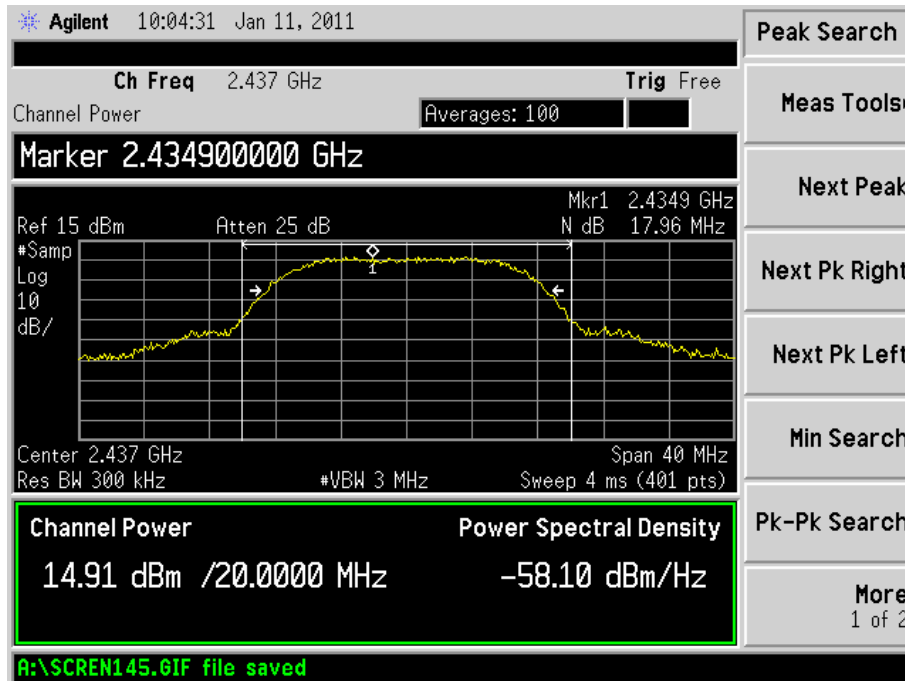 Agilent 10:04:31 Jan 11, 2011
Peak Search
Ch Freq 2.437 GHz Trig Free
Channel Power Averages: 100
Meas Tools
Marker 2.434900000 GHz
Mkr1 2.4349 GHz
Next Peak
Ref 15 dBm Atten 25 dB N dB 17.96 MHz
#Samp
Log
10
dB/
1
Next Pk Right
Next Pk Left
Center 2.437 GHz Span 40 MHz
Res BW 300 kHz #VBW 3 MHz Sweep 4 ms (401 pts)
Min Search
Channel Power Power Spectral Density
14.91 dBm /20.0000 MHz -58.10 dBm/Hz
Pk-Pk Search
More
1 of 2
A:\SCREN145.GIF file saved